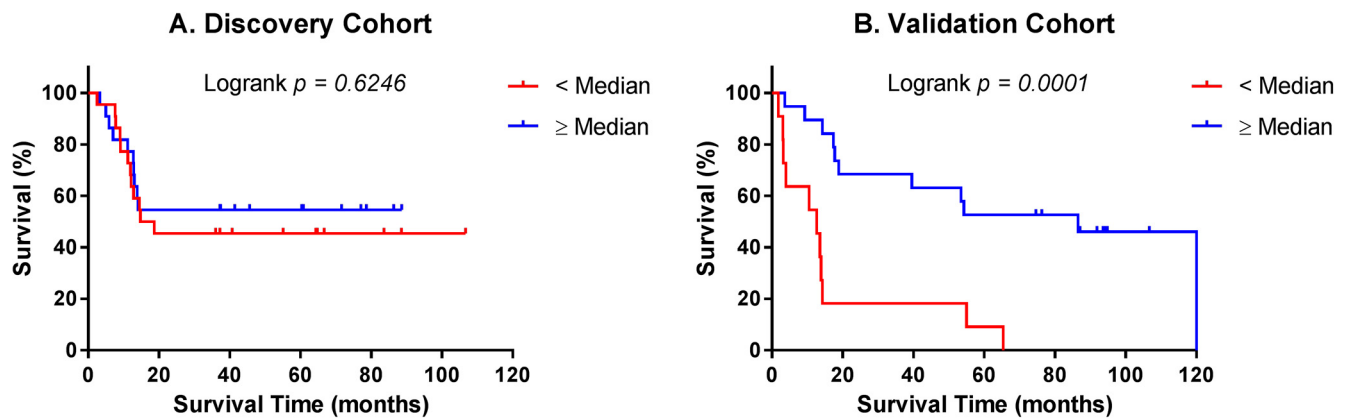 A. Discovery Cohort
Logrank p = 0.6246
< Median
≥ Median
100
80
60
40
20
0
Survival (%)
0 20 40 60 80 100 120
Survival Time (months)
B. Validation Cohort
Logrank p = 0.0001
< Median
≥ Median
100
80
60
40
20
0
Survival (%)
0 20 40 60 80 100 120
Survival Time (months)